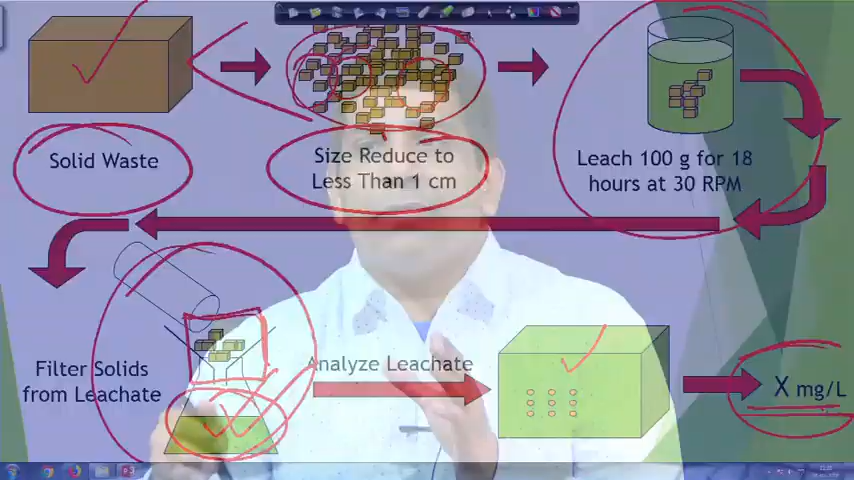 Solid Waste
Size Reduce to
Less Than 1 cm
Leach 100 g for 18
hours at 30 RPM
Filter Solids
from Leachate
Analyze Leachate
X mg/L